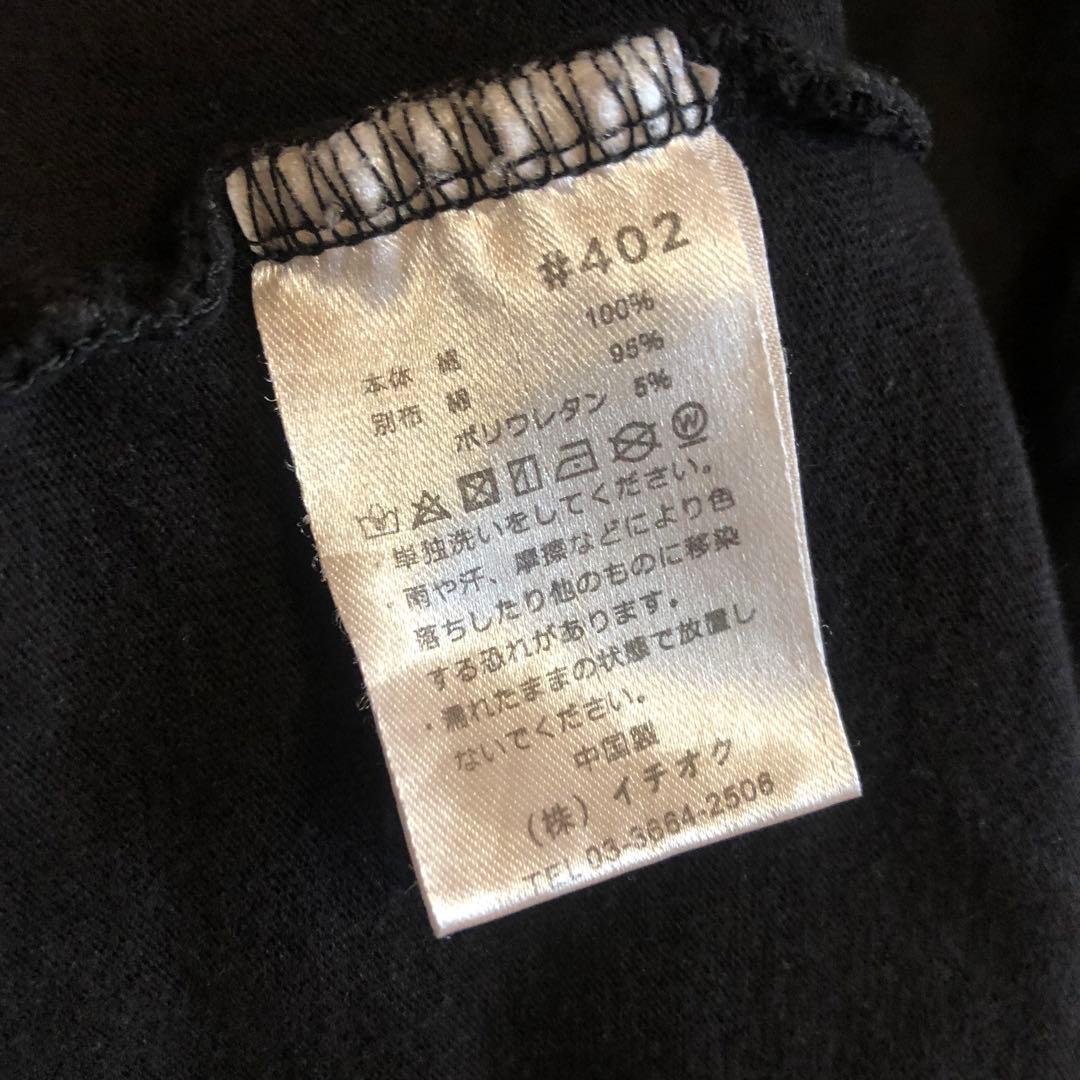 #402
本体 綿 100%
別布 綿 95%
ポリウレタン 5%
・単独洗いをしてください。
・雨や汗、摩擦などにより色
落ちしたり他のものに移染
する恐れがあります。
・濡れたままの状態で放置し
ないでください。
中国製
(株) イチオク
TEL 03-3664-2506